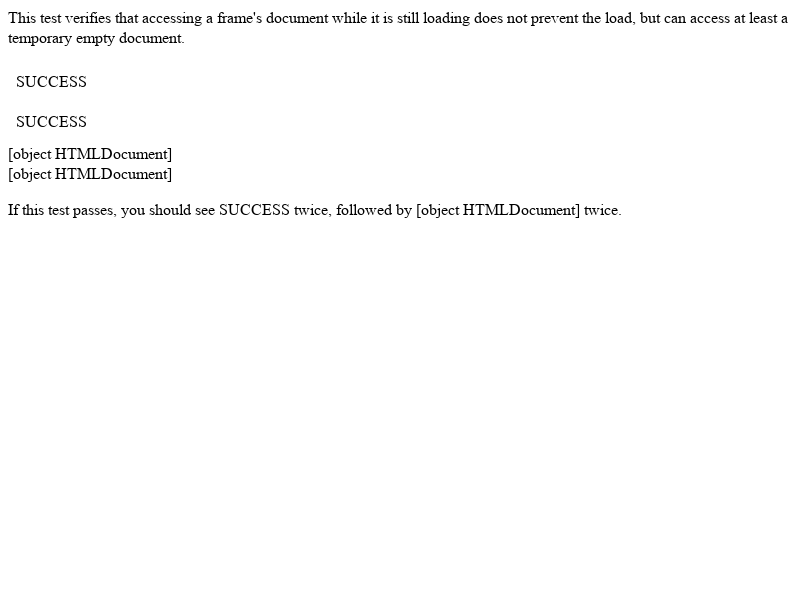 This test verifies that accessing a frame's document while it is still loading does not prevent the load, but can access at least a
temporary empty document.
SUCCESS
SUCCESS
[object HTMLDocument]
[object HTMLDocument]
If this test passes, you should see SUCCESS twice, followed by [object HTMLDocument] twice.